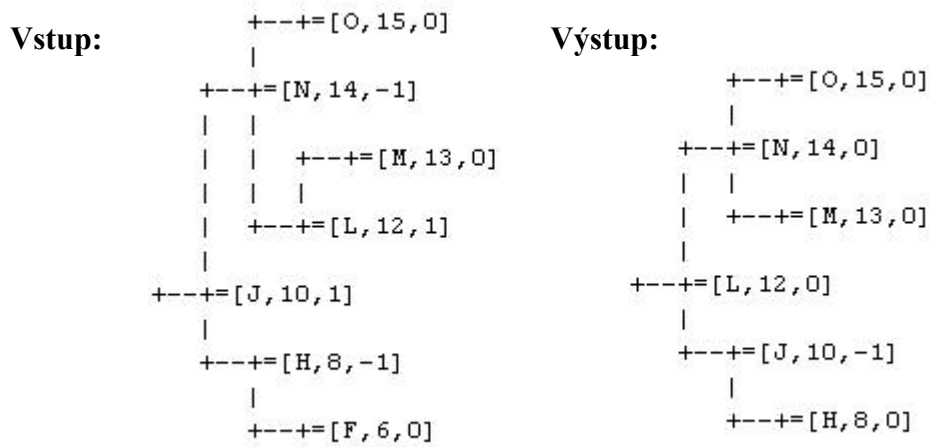 Vstup:
+--+=[O,15,0]
|
+--+=[N,14,-1]
| |
| | +--+=[M,13,0]
| | |
| +--+=[L,12,1]
|
+--+=[J,10,1]
|
+--+=[H,8,-1]
|
+--+=[F,6,0]
Výstup:
+--+=[O,15,0]
|
+--+=[N,14,0]
| |
| +--+=[M,13,0]
|
+--+=[L,12,0]
|
+--+=[J,10,-1]
|
+--+=[H,8,0]